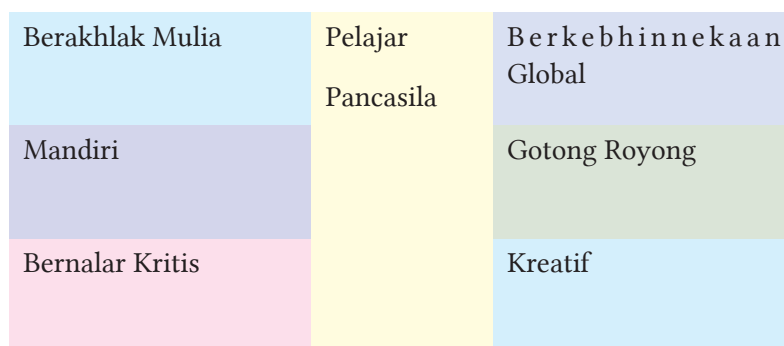 Berakhlak Mulia
Pelajar
Pancasila
Berkebhinnekaan
Global
Mandiri
Gotong Royong
Bernalar Kritis
Kreatif